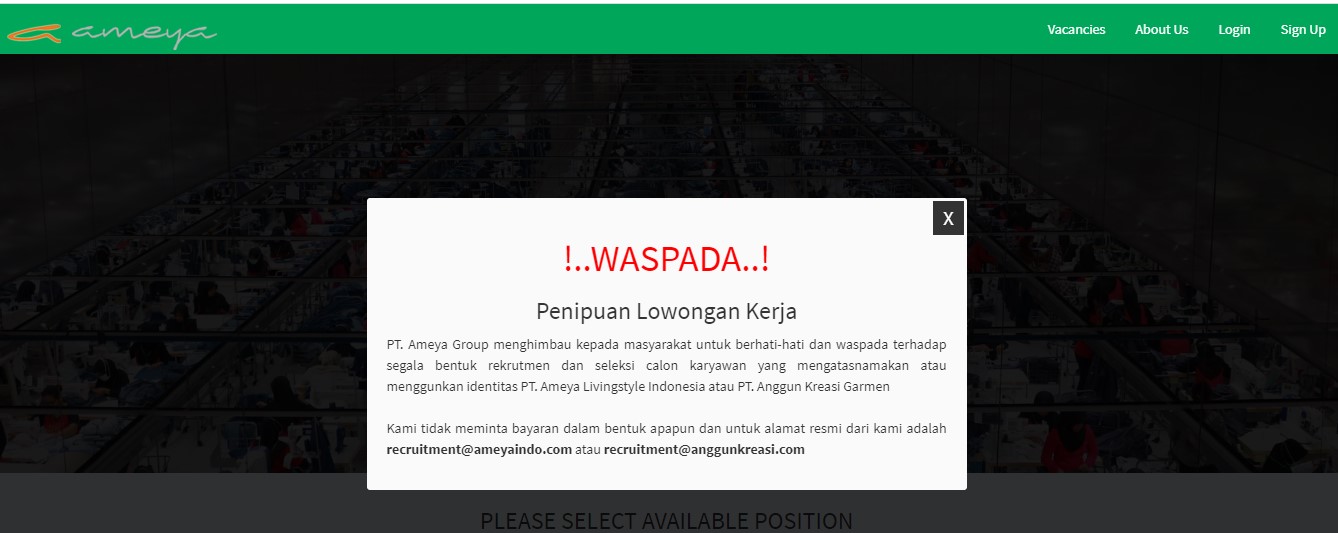 ameya
Vacancies About Us Login Sign Up
X
!..WASPADA..!
Penipuan Lowongan Kerja
PT. Ameya Group menghimbau kepada masyarakat untuk berhati-hati dan waspada terhadap
segala bentuk rekrutmen dan seleksi calon karyawan yang mengatasnamakan atau
menggunkan identitas PT. Ameya Livingstyle Indonesia atau PT. Anggun Kreasi Garmen
Kami tidak meminta bayaran dalam bentuk apapun dan untuk alamat resmi dari kami adalah
recruitment@ameyaindo.com atau recruitment@anggunkreasi.com
PLEASE SELECT AVAILABLE POSITION